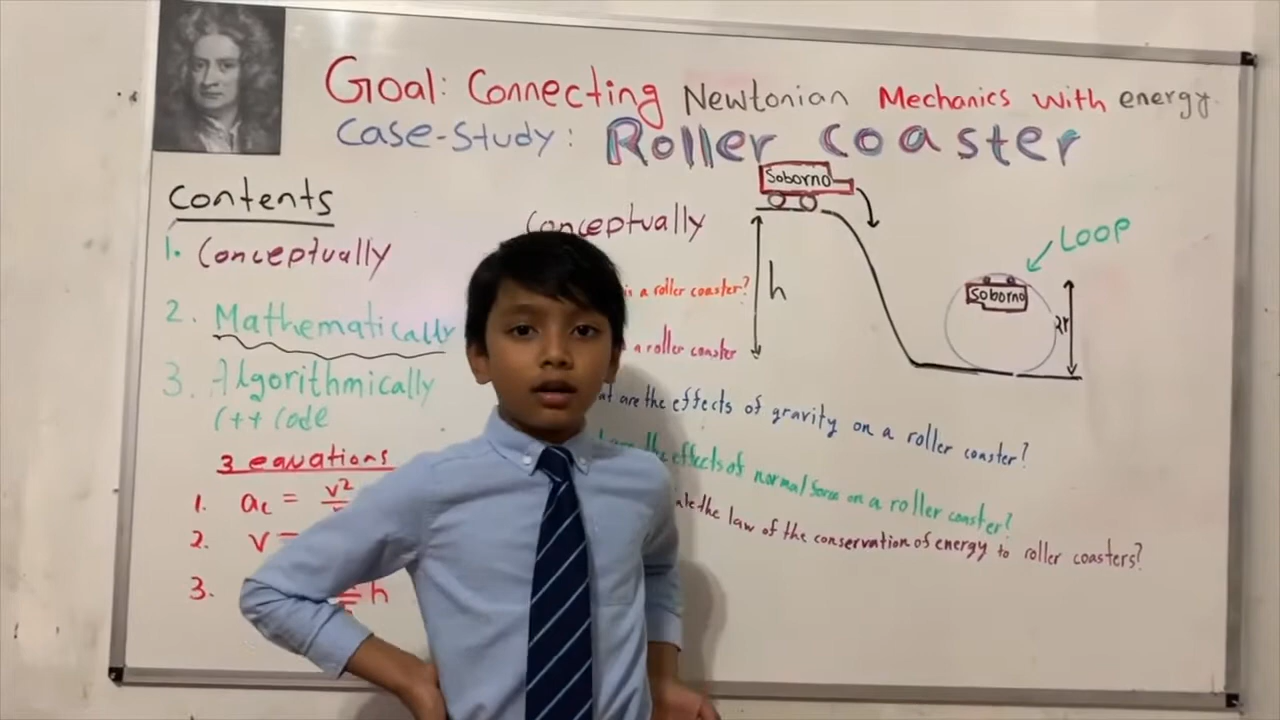 Goal: Connecting Newtonian Mechanics with energy.
Case-Study: Roller coaster
Soborno
Contents
Conceptually
LOOP
1. Conceptually
is a roller coaster?
h
Soborno
2r
2. Mathematically
a roller coaster
3. Algorithmically
C++ Code
are the effects of gravity on a roller coaster?
3 equations
the effects of normal force on a roller coaster?
1. ac = v²
the law of the conservation of energy to roller coasters?
2. v =
3. h